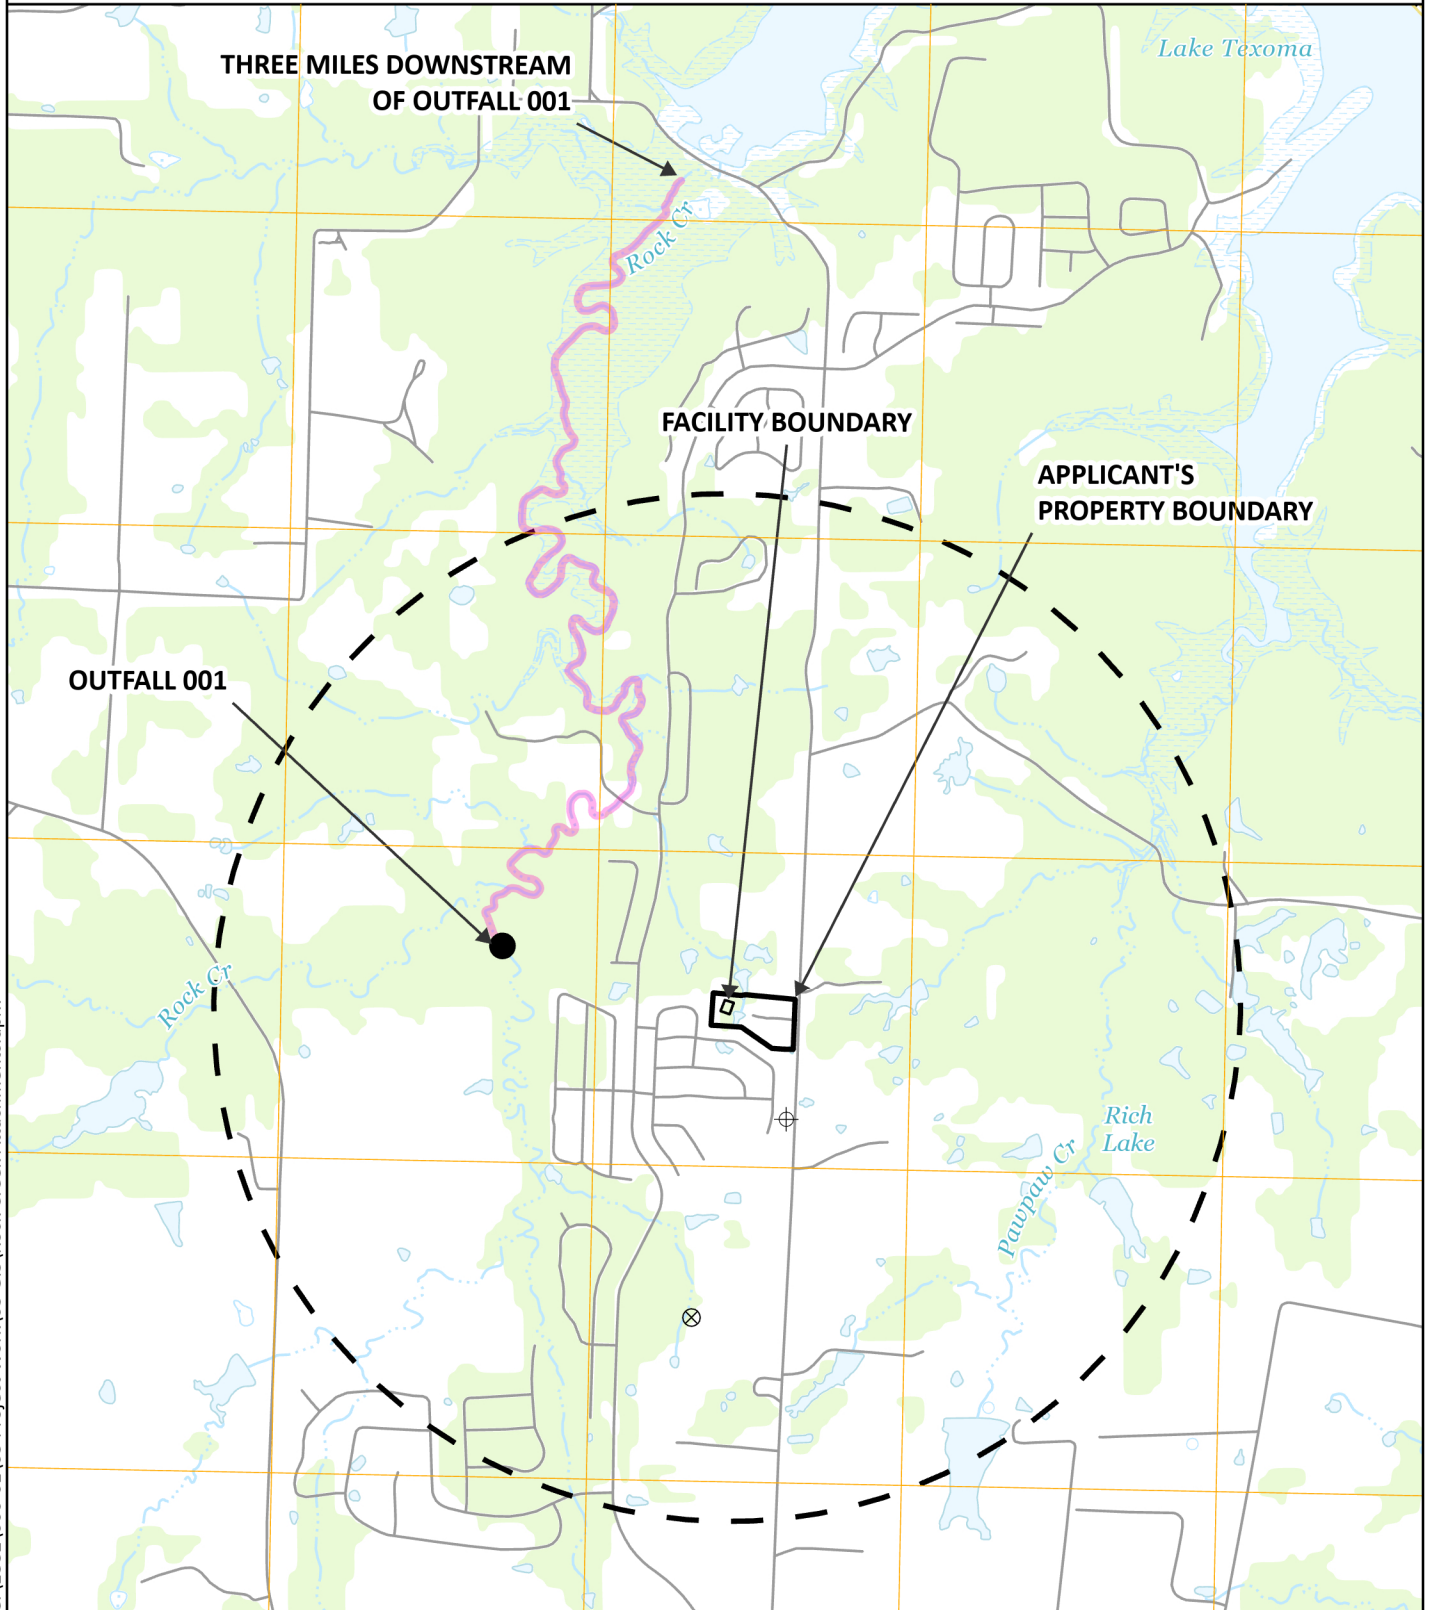 Lake Texoma
THREE MILES DOWNSTREAM
OF OUTFALL 001
Rock Cr
FACILITY BOUNDARY
APPLICANT'S
PROPERTY BOUNDARY
OUTFALL 001
Rock Cr
Rich
Lake
Pawpaw Cr